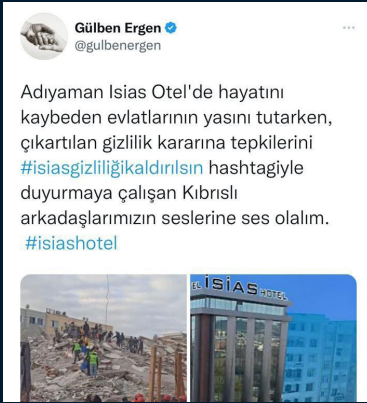 Gülben Ergen
@gulbenergen
Adıyaman Isias Otel'de hayatını
kaybeden evlatlarının yasını tutarken,
çıkartılan gizlilik kararına tepkilerini
#isiasgizliliğikaldırılsın hashtagiyle
duyurmaya çalışan Kıbrıslı
arkadaşlarımızın seslerine ses olalım.
#isiashotel
EL ISIAS HOTEL